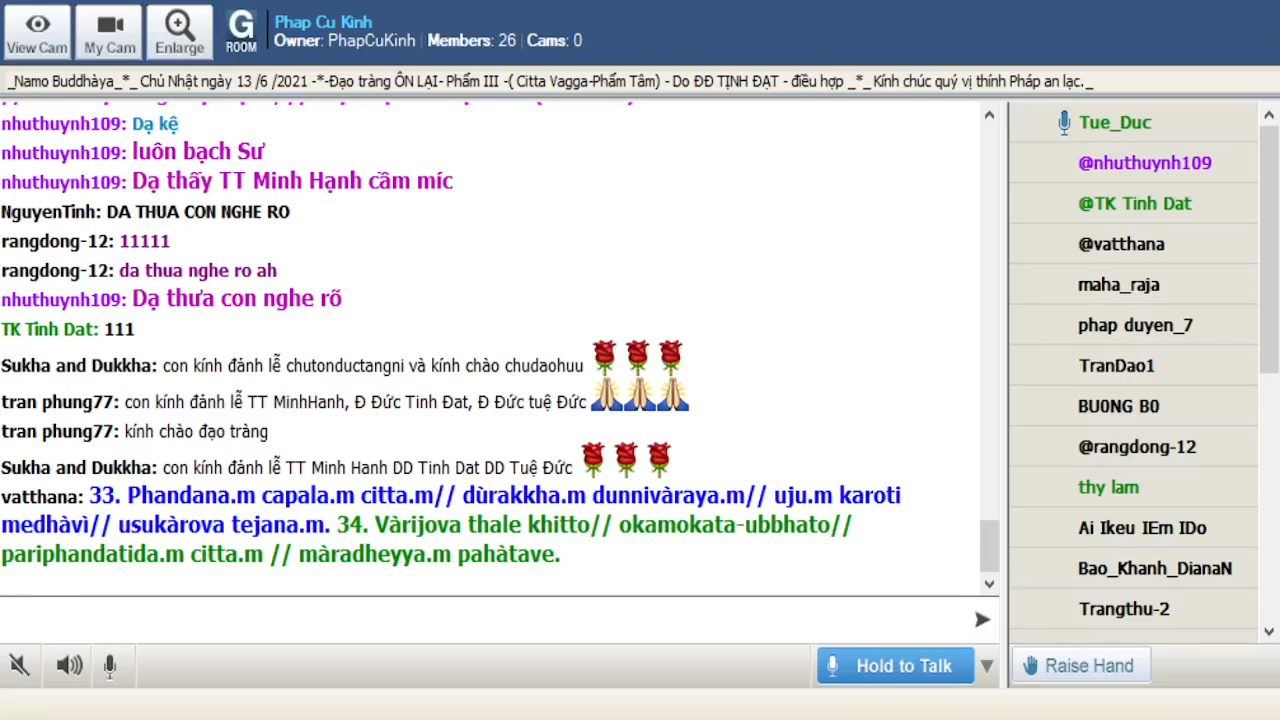 View Cam
My Cam
Enlarge
G
ROOM
Phap Cu Kinh
Owner: PhapCuKinh | Members: 26 | Cams: 0
_Namo Buddhàya_*_ Chủ Nhật ngày 13 /6 /2021 -*-Đạo tràng ÔN LẠI- Phẩm III -( Citta Vagga-Phẩm Tâm) - Do ĐĐ TỊNH ĐẠT - điều hợp _*_ Kính chúc quý vị thính Pháp an lạc._
nhuthuynh109: Dạ kệ
nhuthuynh109: luôn bạch Sư
nhuthuynh109: Dạ thấy TT Minh Hạnh cầm míc
NguyenTinh: DA THUA CON NGHE RO
rangdong-12: 11111
rangdong-12: da thua nghe ro ah
nhuthuynh109: Dạ thưa con nghe rõ
TK Tinh Dat: 111
Sukha and Dukkha: con kính đảnh lễ chutonductangni và kính chào chudaohuu
tran phung77: con kính đảnh lễ TT MinhHanh, Đ Đức Tinh Đat, Đ Đức tuệ Đức
tran phung77: kính chào đạo tràng
Sukha and Dukkha: con kính đảnh lễ TT Minh Hanh DD Tinh Dat DD Tuệ Đức
vatthana: 33. Phandana.m capala.m citta.m// dùrakkha.m dunnivàraya.m// uju.m karoti
medhàvì// usukàrova tejana.m. 34. Vàrijova thale khitto// okamokata-ubbhato//
pariphandatida.m citta.m // màradheyya.m pahàtave.
Hold to Talk
Tue_Duc
@nhuthuynh109
@TK Tinh Dat
@vatthana
maha_raja
phap duyen_7
TranDao1
BU0NG B0
@rangdong-12
thy lam
Ai Ikeu IEm IDo
Bao_Khanh_DianaN
Trangthu-2
Raise Hand